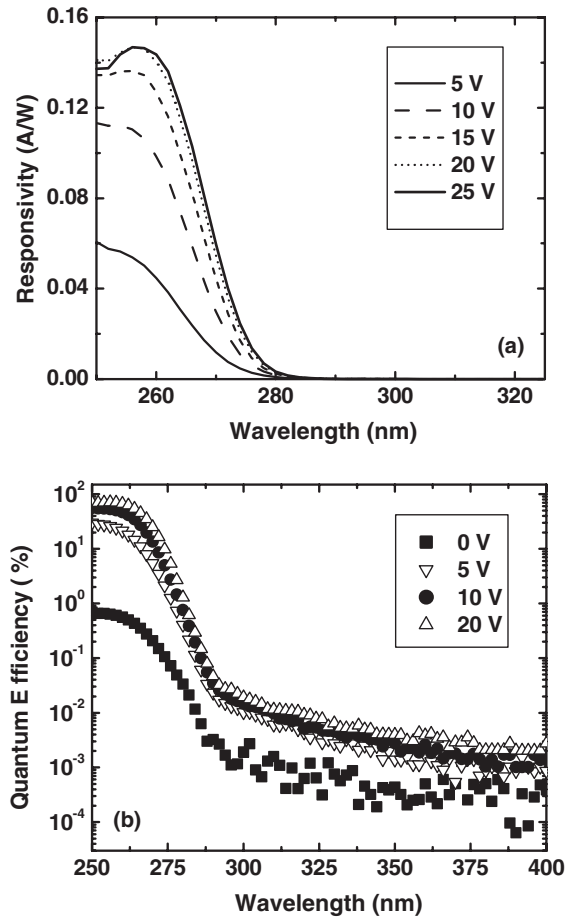 0.16
0.12
0.08
0.04
0.00
Responsivity (A/W)
5 V
10 V
15 V
20 V
25 V
(a)
260 280 300 320
Wavelength (nm)
10^2
10^1
10^0
10^-1
10^-2
10^-3
10^-4
Quantum E fficiency ( %)
0 V
5 V
10 V
20 V
(b)
250 275 300 325 350 375 400
Wavelength (nm)